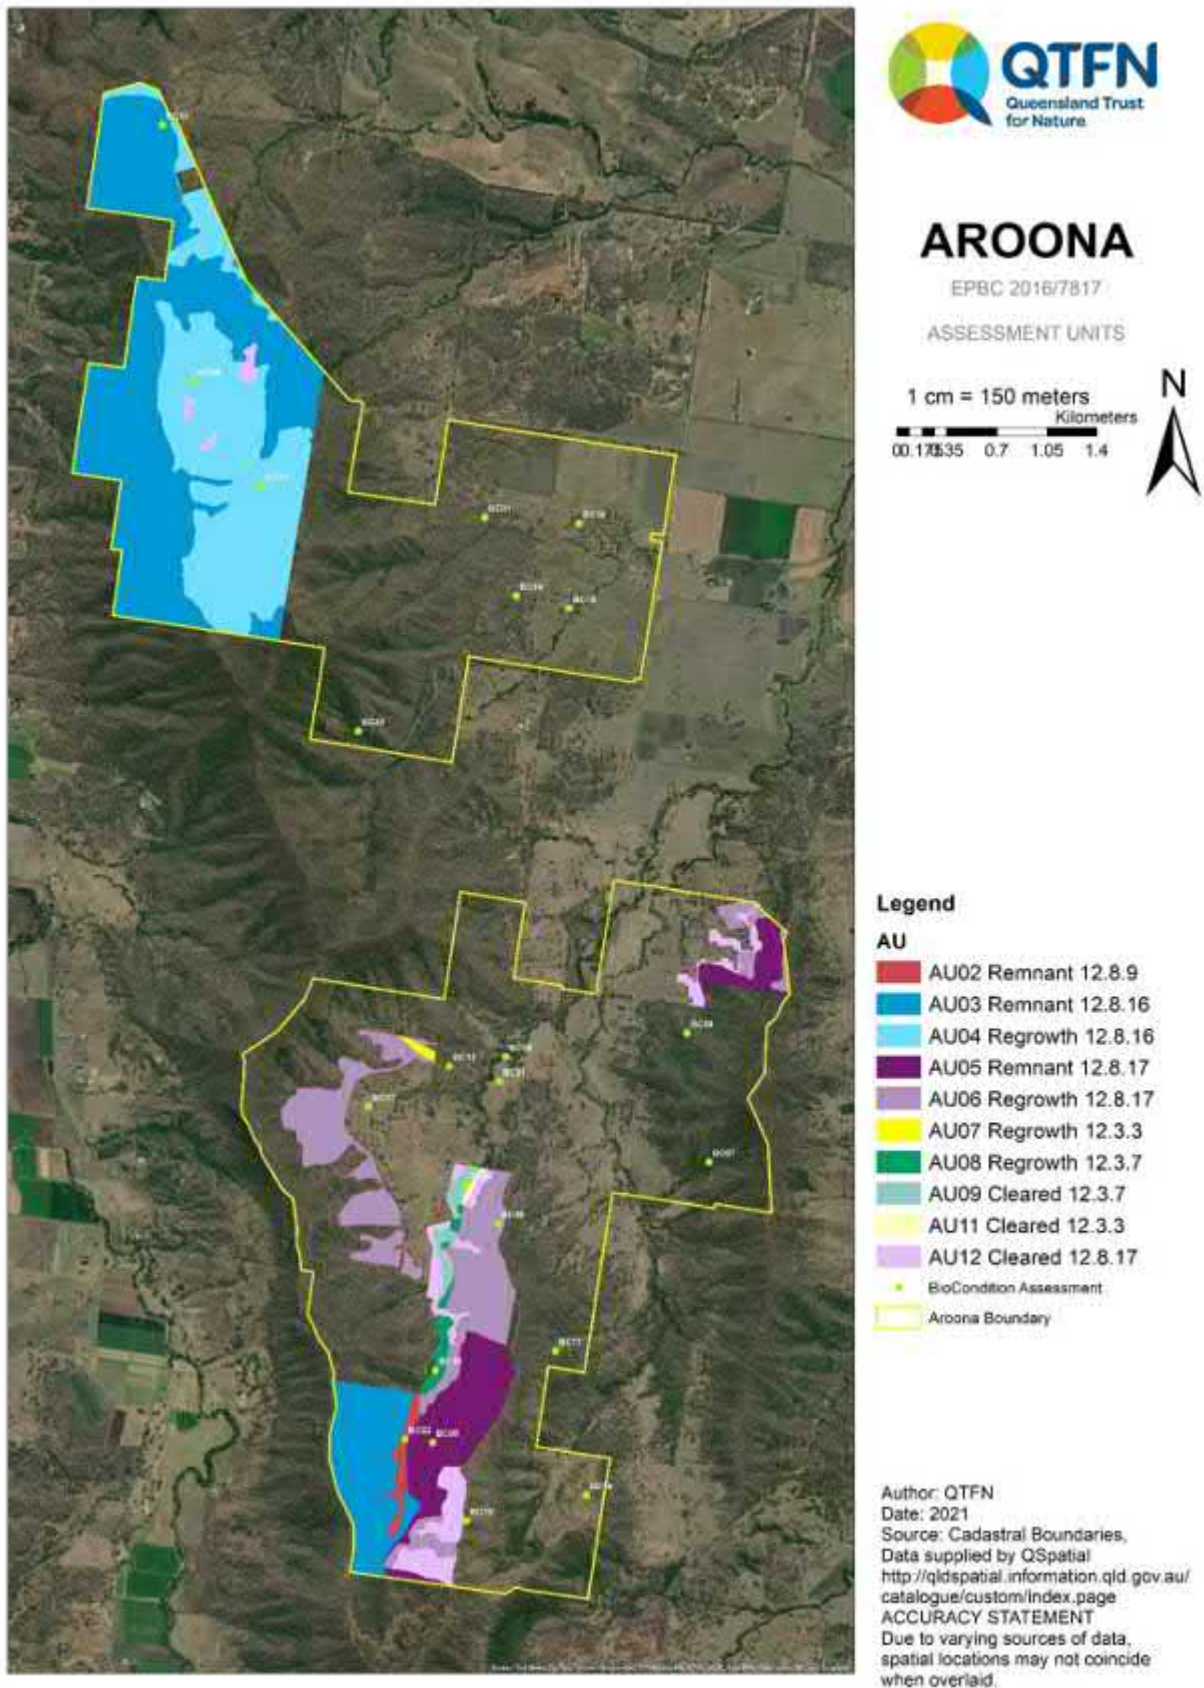 QTFN
Queensland Trust
for Nature
AROONA
EPBC 2016/7817
ASSESSMENT UNITS
N
1 cm = 150 meters
Kilometers
0.7 1.05 1.4
Legend
AU
AU02 Remnant 12.8.9
AU03 Remnant 12.8.16
AU04 Regrowth 12.8.16
AU05 Remnant 12.8.17
AU06 Regrowth 12.8.17
AU07 Regrowth 12.3.3
AU08 Regrowth 12.3.7
AU09 Cleared 12.3.7
AU11 Cleared 12.3.3
AU12 Cleared 12.8.17
BioCondition Assessment
Aroona Boundary
Author: QTFN
Date: 2021
Source: Cadastral Boundaries,
Data supplied by QSpatial
http://qldspatial.information.qld.gov.au/
catalogue/custom/index.page
ACCURACY STATEMENT
Due to varying sources of data,
spatial locations may not coincide
when overlaid.